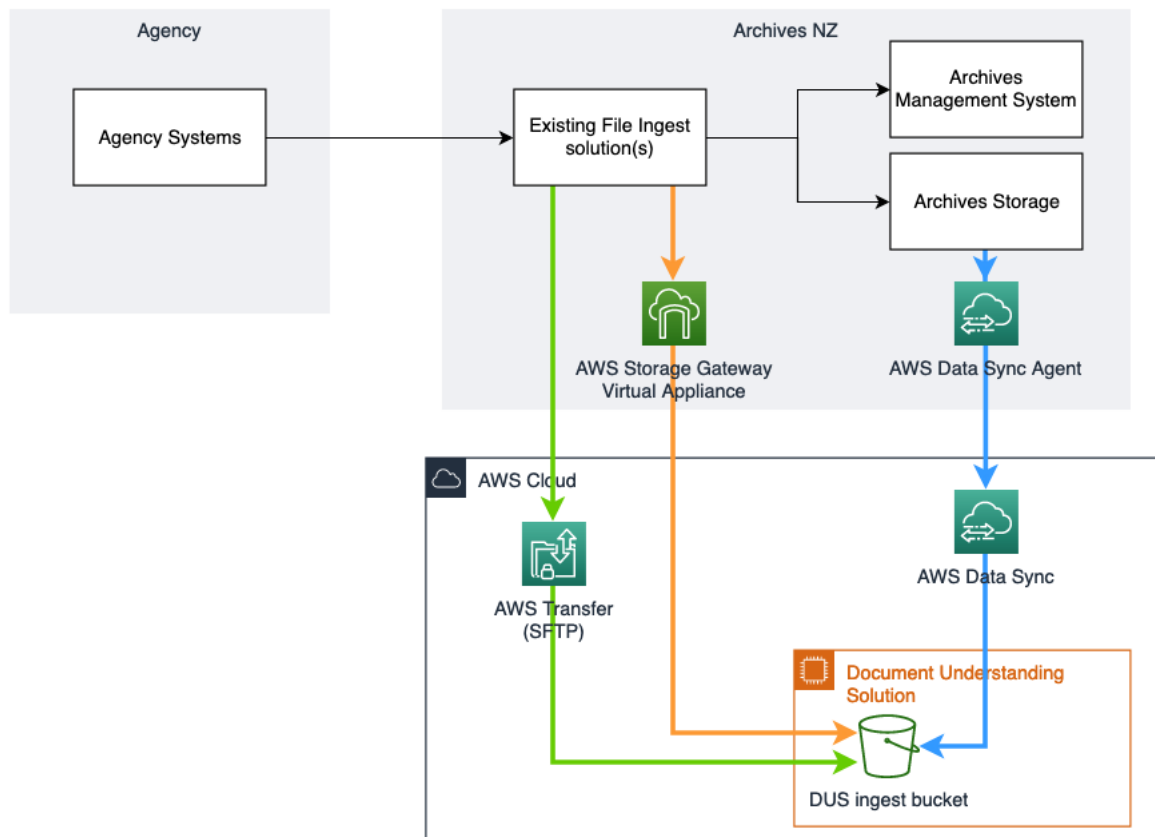 Agency
Archives NZ
Agency Systems
Existing File Ingest
solution(s)
Archives
Management System
Archives Storage
AWS Storage Gateway
Virtual Appliance
AWS Data Sync Agent
AWS Cloud
AWS Transfer
(SFTP)
AWS Data Sync
Document Understanding
Solution
DUS ingest bucket